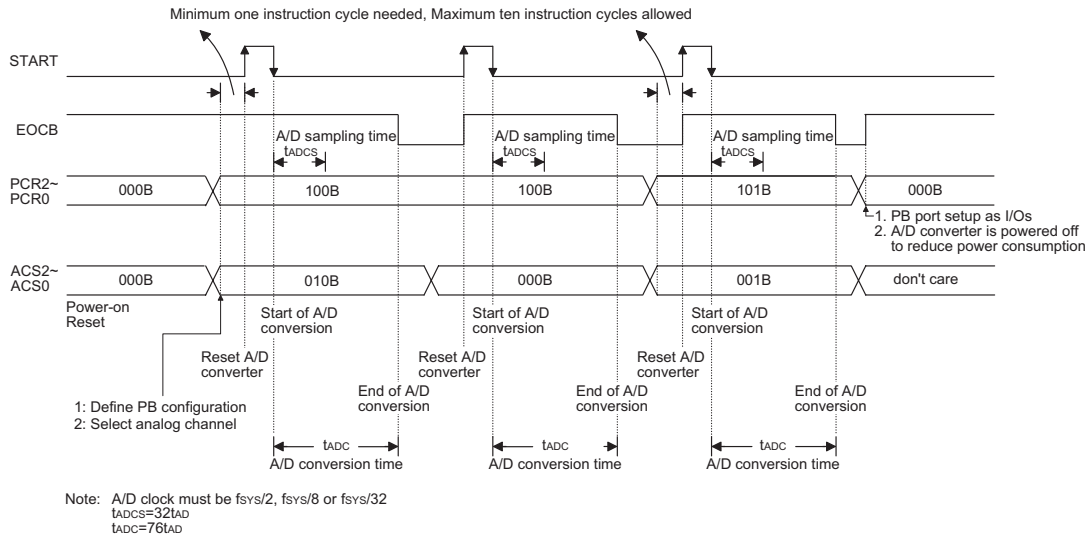 Minimum one instruction cycle needed, Maximum ten instruction cycles allowed
START
EOCB
A/D sampling time
tADCS
A/D sampling time
tADCS
A/D sampling time
tADCS
PCR2~
PCR0
000B
100B
100B
101B
000B
1. PB port setup as I/Os
2. A/D converter is powered off
to reduce power consumption
ACS2~
ACS0
000B
010B
000B
001B
don't care
Power-on
Reset
Start of A/D
conversion
Start of A/D
conversion
Start of A/D
conversion
Reset A/D
converter
Reset A/D
converter
Reset A/D
converter
1: Define PB configuration
2: Select analog channel
End of A/D
conversion
End of A/D
conversion
End of A/D
conversion
tADC
A/D conversion time
tADC
A/D conversion time
tADC
A/D conversion time
Note: A/D clock must be fSYS/2, fSYS/8 or fSYS/32
tADCS=32tAD
tADC=76tAD